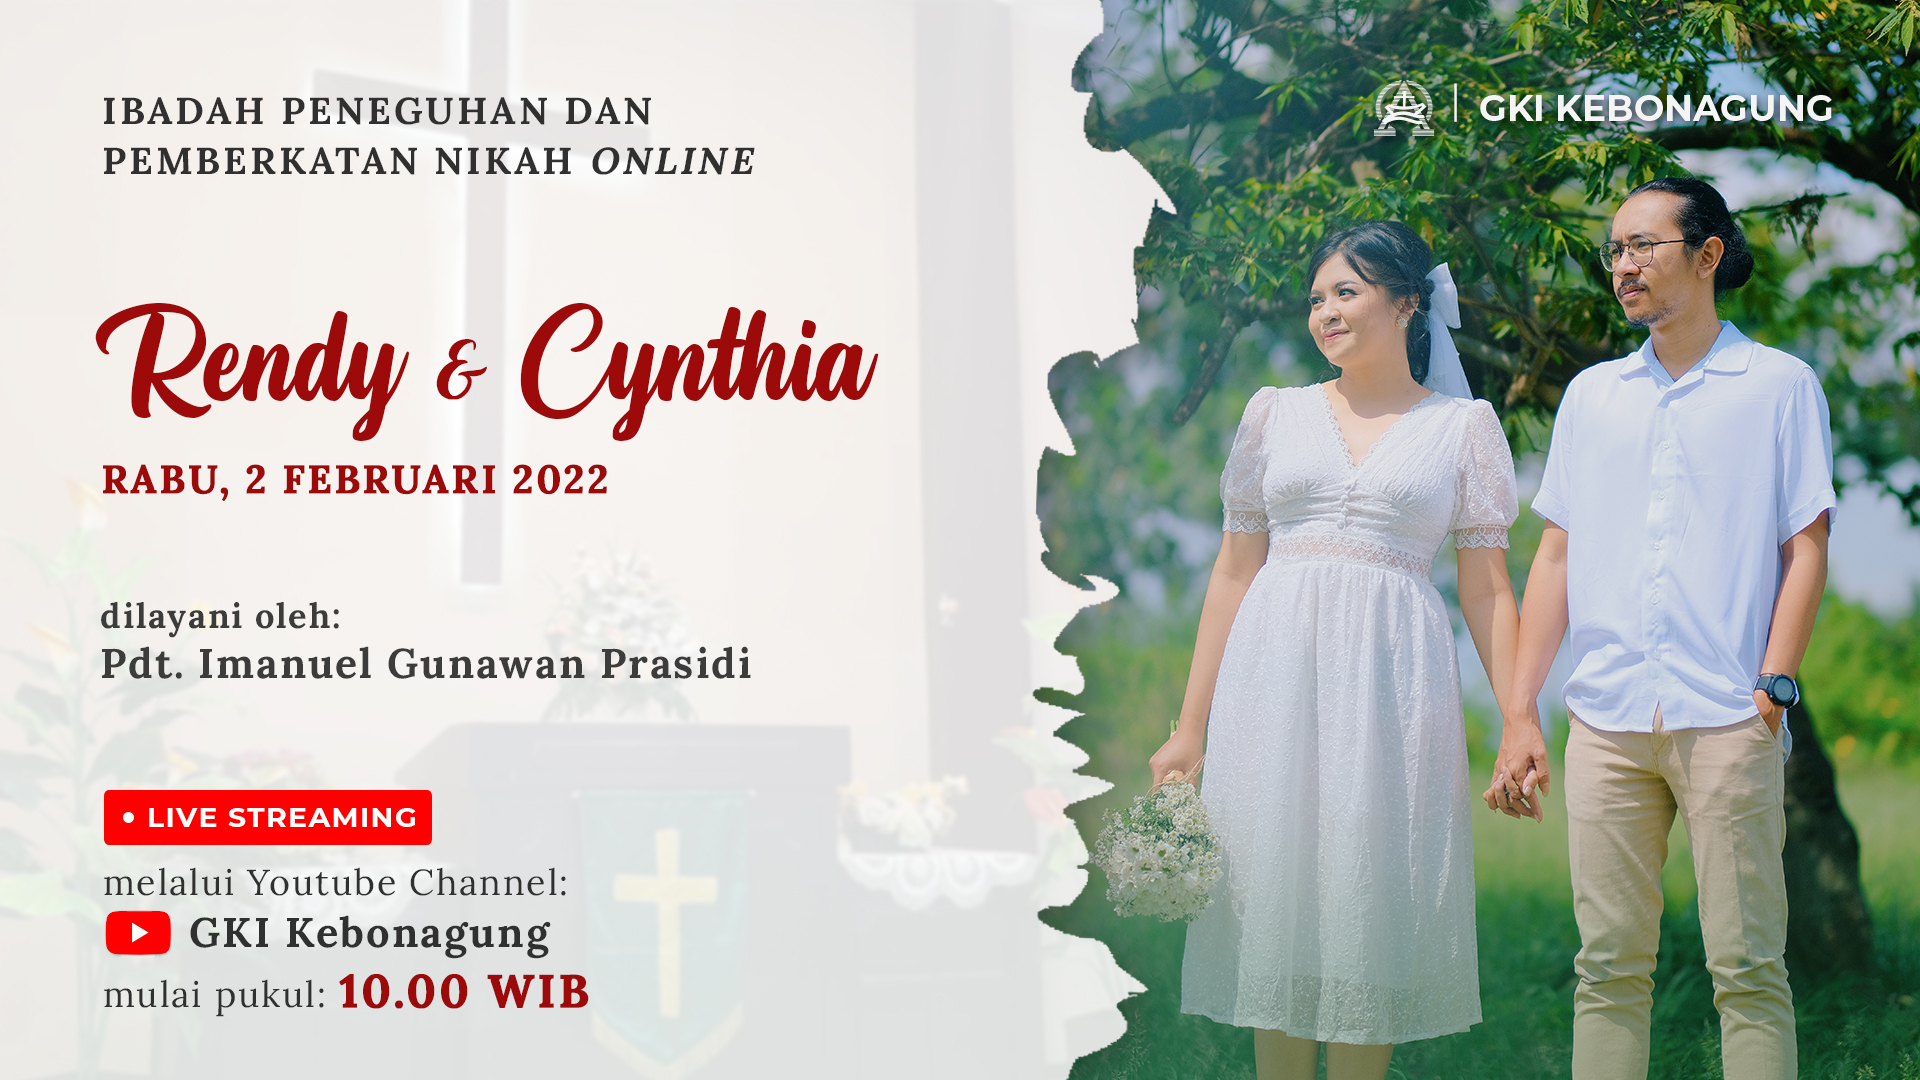 IBADAH PENEGUHAN DAN
PEMBERKATAN NIKAH ONLINE
Rendy & Cynthia
RABU, 2 FEBRUARI 2022
dilayani oleh:
Pdt. Imanuel Gunawan Prasidi
• LIVE STREAMING
melalui Youtube Channel:
GKI Kebonagung
mulai pukul: 10.00 WIB
GKI KEBONAGUNG